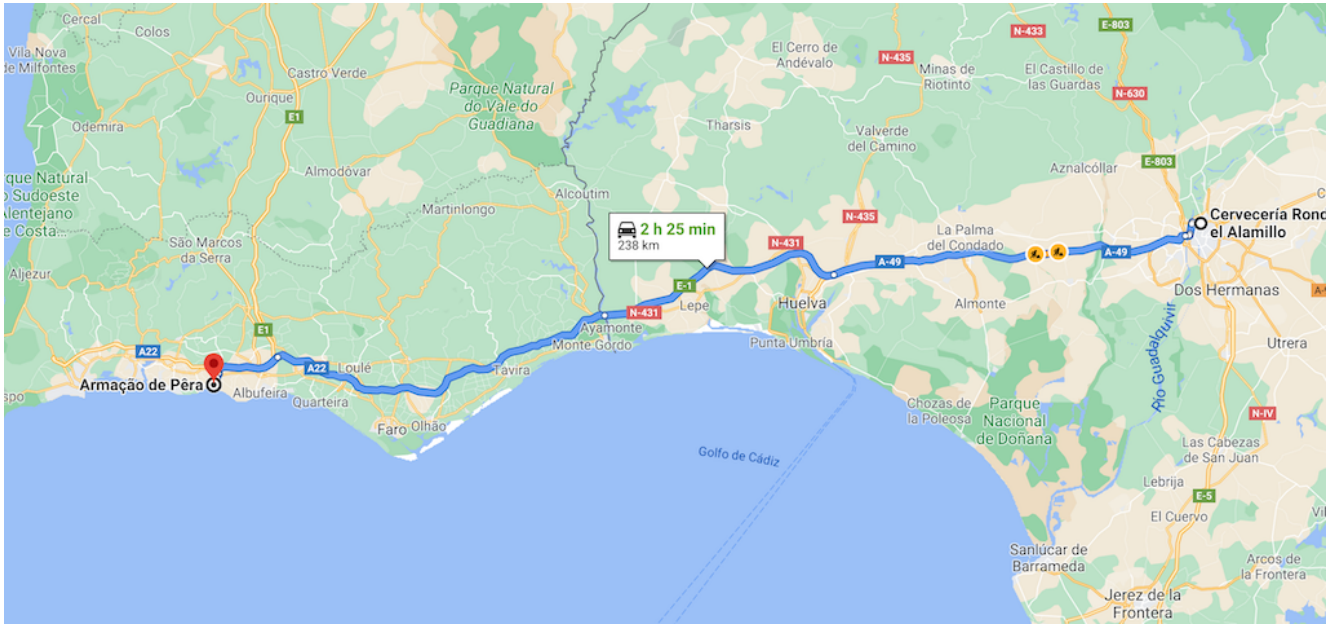 Cercal
Colos
Vila Nova
de Milfontes
Castro Verde
Ourique
E1
Odemira
Parque Natural
do Vale do
Guadiana
El Cerro de
Andévalo
N-435
N-433
E-803
Minas de
Riotinto
El Castillo de
las Guardas
N-630
Tharsis
Valverde
del Camino
Almodôvar
Aznalcóllar
E-803
que Natural
o Sudoeste
Alentejano
e Costa...
Alcoutim
Martinlongo
São Marcos
da Serra
Aljezur
2 h 25 min
238 km
N-435
N-431
La Palma
del Condado
Cervecería Rond
el Alamillo
A-49
A-49
E-1
Lepe
Huelva
Almonte
Dos Hermanas
N-431
Ayamonte
Monte Gordo
Punta Umbría
Río Guadalquivir
Utrera
E1
A22
A22
Loulé
Tavira
Armação de Pêra
Albufeira
Quarteira
Faro
Olhão
Chozas de
la Poleosa
Parque
Nacional
de Doñana
N-IV
Las Cabezas
de San Juan
Golfo de Cádiz
Lebrija
E-5
El Cuervo
Sanlúcar de
Barrameda
Arcos de
la Frontera
Jerez de la
Frontera